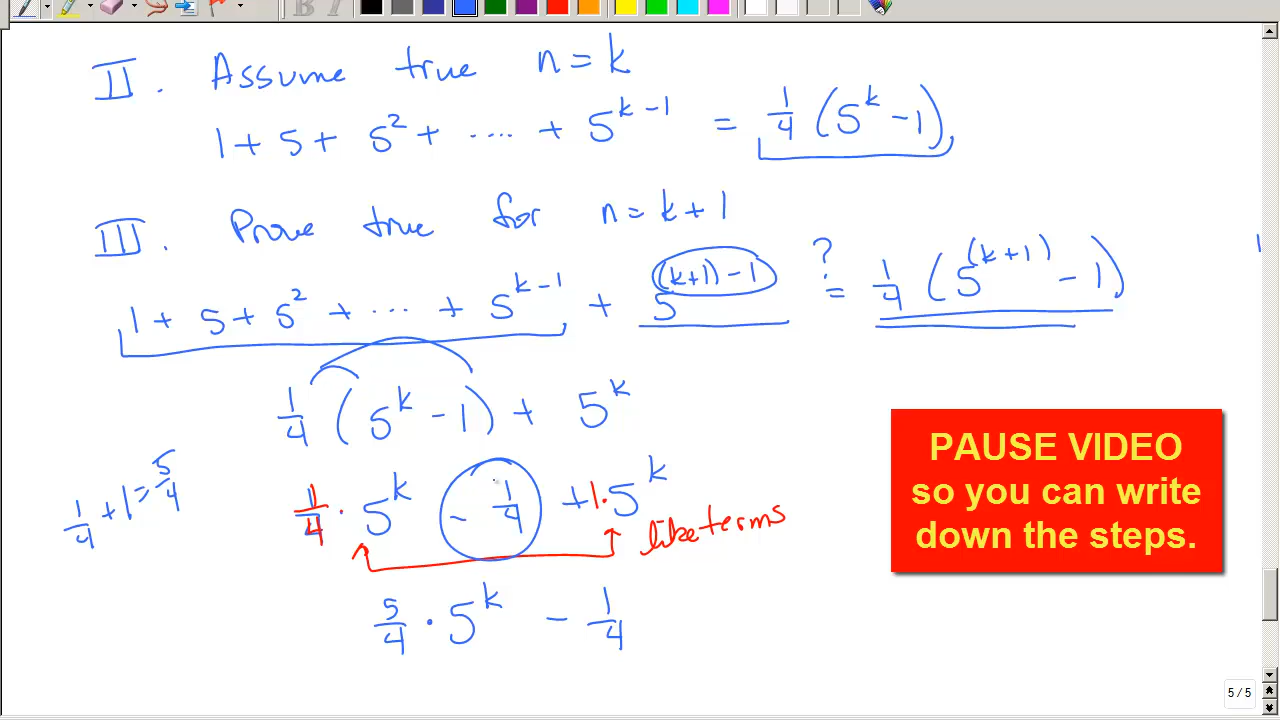 B I
II. Assume true n = k
1 + 5 + 5² + .... + 5^(k-1) = 1/4 (5^k - 1)
III. Prove true for n = k + 1
1 + 5 + 5² + ... + 5^(k-1) + 5^((k+1)-1) ?= 1/4 (5^(k+1) - 1)
1/4 (5^k - 1) + 5^k
1/4 · 5^k - 1/4 + 1·5^k
1/4 + 1 = 5/4
like terms
5/4 · 5^k - 1/4
PAUSE VIDEO
so you can write
down the steps.
5 / 5